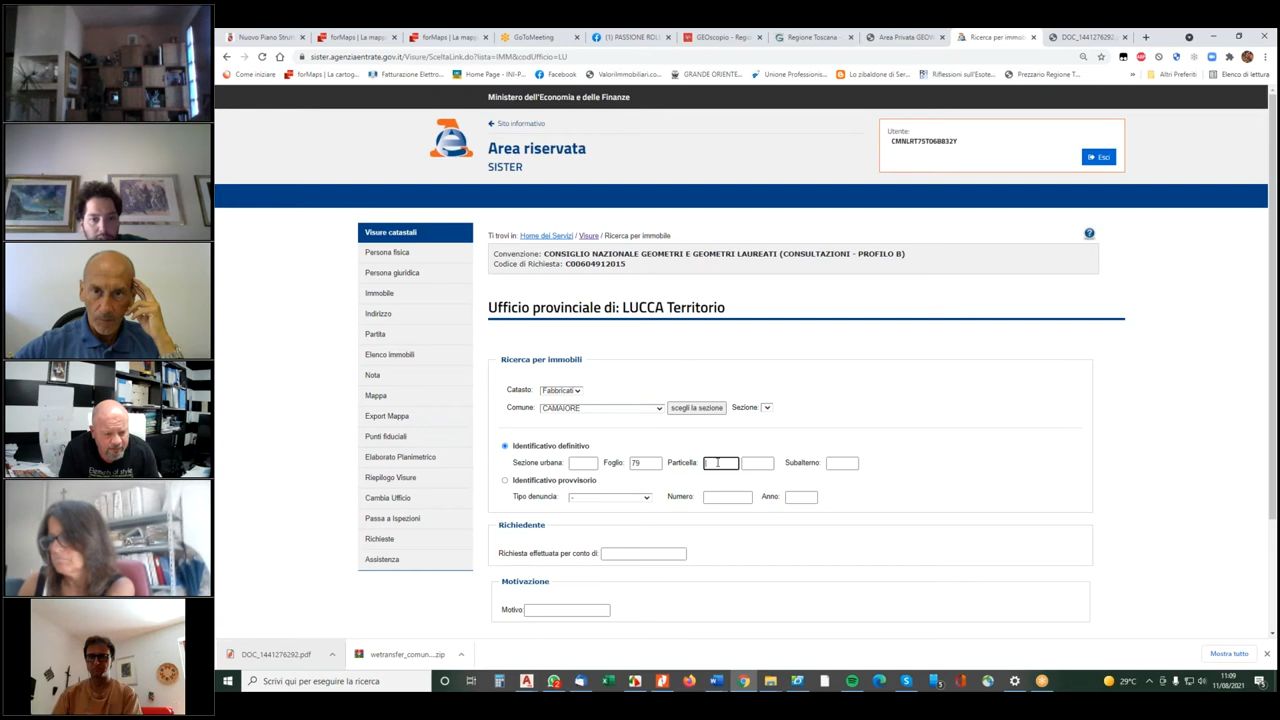 Nuovo Piano Strut
forMaps | La mapp
forMaps | La mapp
GoToMeeting
(1) PASSIONE ROL
GEOscopio - Regio
Regione Toscana -
Area Privata GEOW
Ricerca per immob
DOC_1441276292.
sister.agenziaentrate.gov.it/Visure/SceltaLink.do?lista=IMM&codUfficio=LU
Come iniziare
forMaps | La cartog...
Fatturazione Elettro...
Home Page - INI-P...
Facebook
ValoriImmobiliari.co...
GRANDE ORIENTE...
Unione Professionis...
Lo zibaldone di Ser...
Riflessioni sull'Esote...
Prezzario Regione T...
»
Altri Preferiti
Elenco di lettura
Ministero dell'Economia e delle Finanze
Sito informativo
Area riservata
SISTER
Utente:
Esci
Visure catastali
Persona fisica
Persona giuridica
Immobile
Indirizzo
Partita
Elenco immobili
Nota
Mappa
Export Mappa
Punti fiduciali
Elaborato Planimetrico
Riepilogo Visure
Cambia Ufficio
Passa a Ispezioni
Richieste
Assistenza
Ti trovi in: Home dei Servizi / Visure / Ricerca per immobile
Convenzione: CONSIGLIO NAZIONALE GEOMETRI E GEOMETRI LAUREATI (CONSULTAZIONI - PROFILO B)
Codice di Richiesta: C00604912015
Ufficio provinciale di: LUCCA Territorio
Ricerca per immobili
Catasto: Fabbricati
Comune: CAMAIORE scegli la sezione Sezione:
Identificativo definitivo
Sezione urbana: Foglio: 79 Particella: Subalterno:
Identificativo provvisorio
Tipo denuncia: - Numero: Anno:
Richiedente
Richiesta effettuata per conto di:
Motivazione
Motivo:
DOC_1441276292.pdf
wetransfer_comun....zip
Mostra tutto
Scrivi qui per eseguire la ricerca
29°C
11:09
11/08/2021